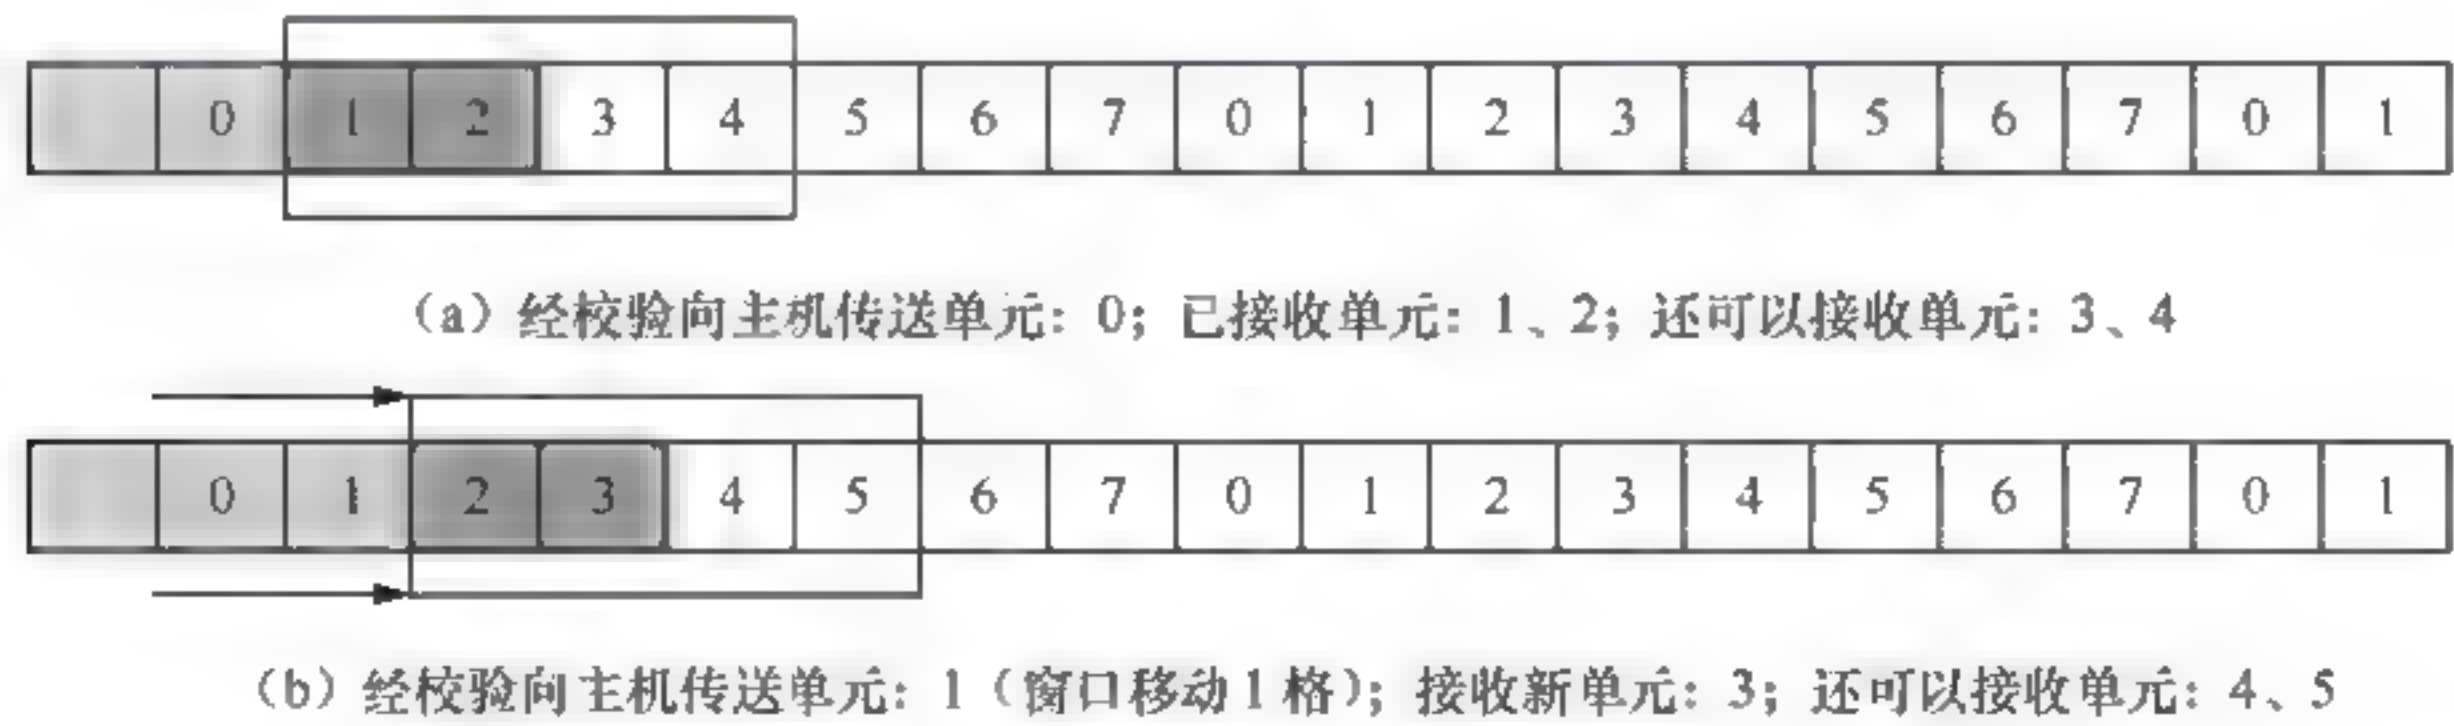 0 1 2 3 4 5 6 7 0 1 2 3 4 5 6 7 0 1
（a）经校验向主机传送单元：0；已接收单元：1、2；还可以接收单元：3、4
0 1 2 3 4 5 6 7 0 1 2 3 4 5 6 7 0 1
（b）经校验向主机传送单元：1（窗口移动1格）；接收新单元：3；还可以接收单元：4、5